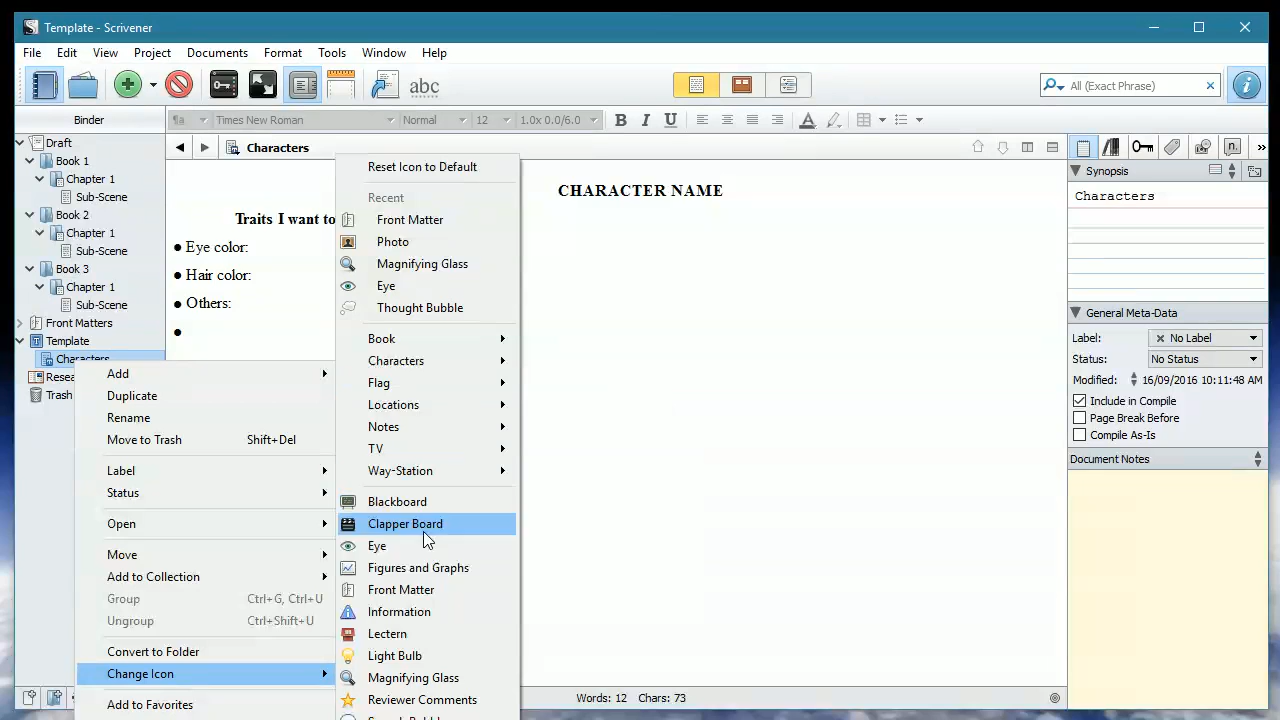 Template - Scrivener
File Edit View Project Documents Format Tools Window Help
abc
All (Exact Phrase)
Binder
Times New Roman Normal 12 1.0x 0.0/6.0 B I U A
Draft
Book 1
Chapter 1
Sub-Scene
Book 2
Chapter 1
Sub-Scene
Book 3
Chapter 1
Sub-Scene
Front Matters
Template
Characters
Resea
Trash
Characters
CHARACTER NAME
Traits I want to
● Eye color:
● Hair color:
● Others:
●
Add
Duplicate
Rename
Move to Trash Shift+Del
Label
Status
Open
Move
Add to Collection
Group Ctrl+G, Ctrl+U
Ungroup Ctrl+Shift+U
Convert to Folder
Change Icon
Add to Favorites
Reset Icon to Default
Recent
Front Matter
Photo
Magnifying Glass
Eye
Thought Bubble
Book
Characters
Flag
Locations
Notes
TV
Way-Station
Blackboard
Clapper Board
Eye
Figures and Graphs
Front Matter
Information
Lectern
Light Bulb
Magnifying Glass
Reviewer Comments
Synopsis
Characters
General Meta-Data
Label: No Label
Status: No Status
Modified: 16/09/2016 10:11:48 AM
Include in Compile
Page Break Before
Compile As-Is
Document Notes
Words: 12 Chars: 73